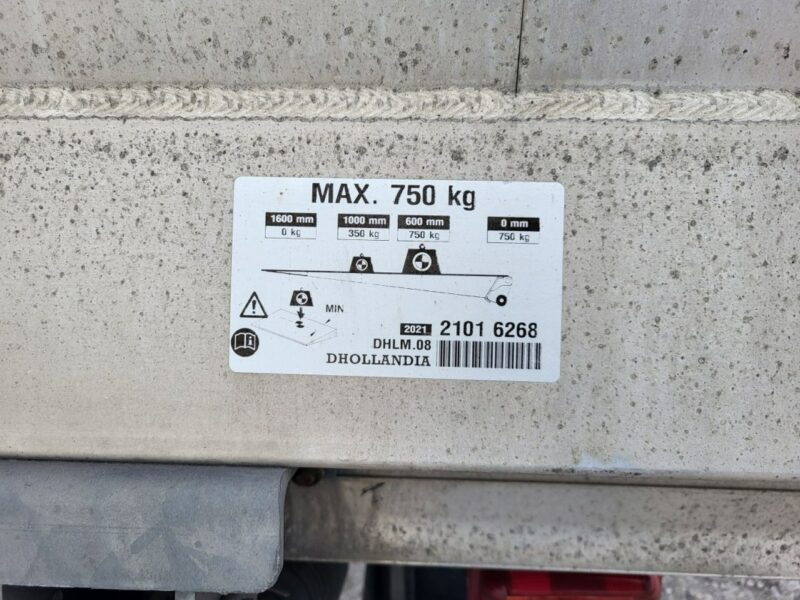 MAX. 750 kg
1600 mm 1000 mm 600 mm 0 mm
0 kg 350 kg 750 kg 750 kg
MIN
2021 2101 6268
DHLM.08
DHOLLANDIA